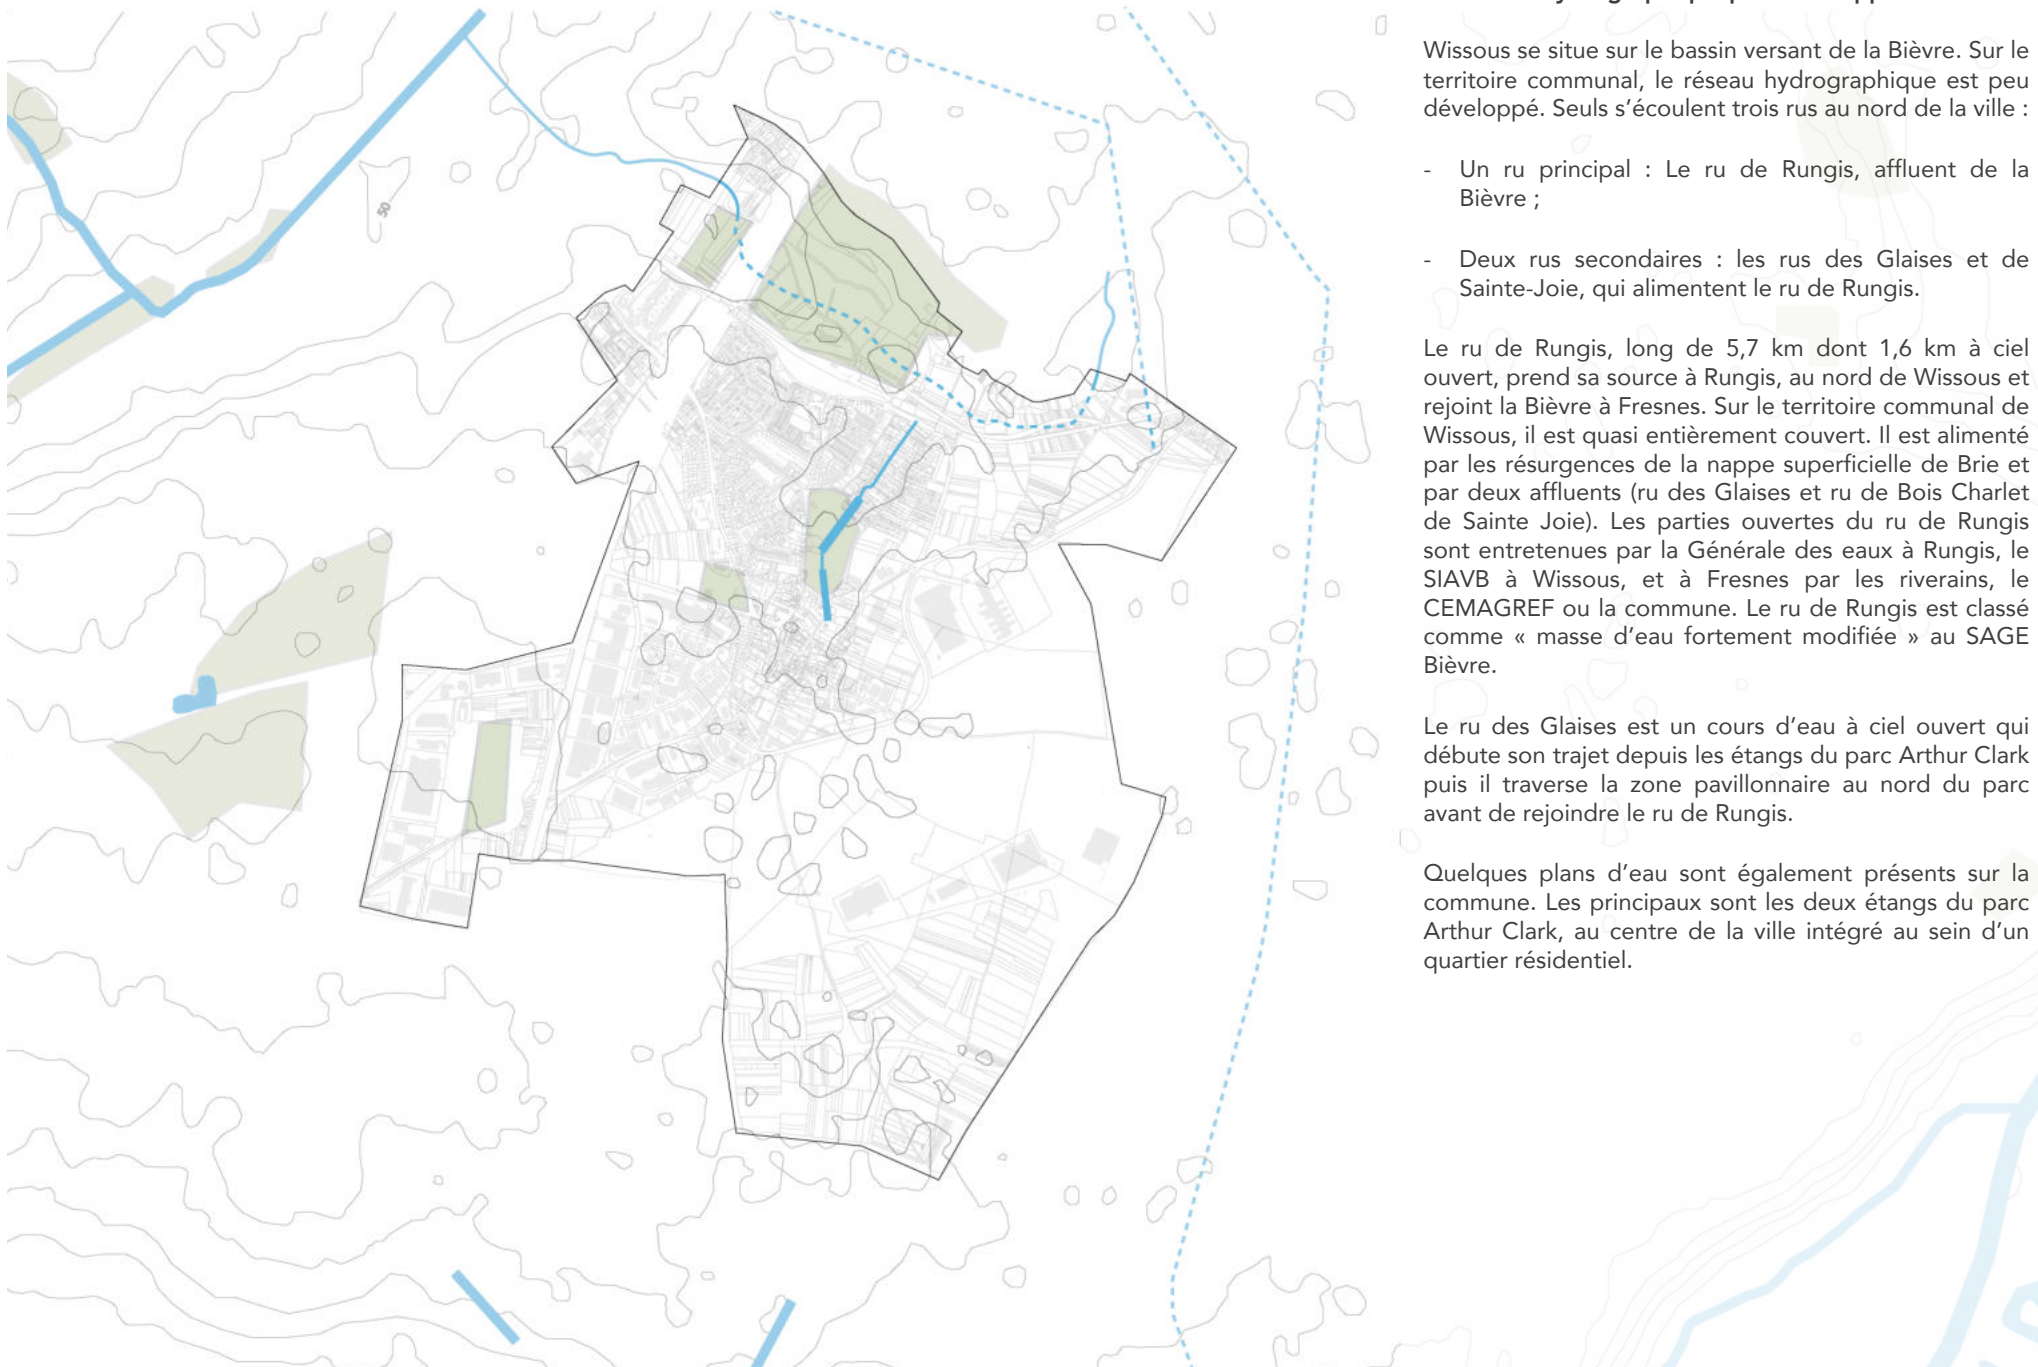 Wissous se situe sur le bassin versant de la Bièvre. Sur le
territoire communal, le réseau hydrographique est peu
développé. Seuls s'écoulent trois rus au nord de la ville :
- Un ru principal : Le ru de Rungis, affluent de la
Bièvre ;
- Deux rus secondaires : les rus des Glaises et de
Sainte-Joie, qui alimentent le ru de Rungis.
Le ru de Rungis, long de 5,7 km dont 1,6 km à ciel
ouvert, prend sa source à Rungis, au nord de Wissous et
rejoint la Bièvre à Fresnes. Sur le territoire communal de
Wissous, il est quasi entièrement couvert. Il est alimenté
par les résurgences de la nappe superficielle de Brie et
par deux affluents (ru des Glaises et ru de Bois Charlet
de Sainte Joie). Les parties ouvertes du ru de Rungis
sont entretenues par la Générale des eaux à Rungis, le
SIAVB à Wissous, et à Fresnes par les riverains, le
CEMAGREF ou la commune. Le ru de Rungis est classé
comme « masse d'eau fortement modifiée » au SAGE
Bièvre.
Le ru des Glaises est un cours d'eau à ciel ouvert qui
débute son trajet depuis les étangs du parc Arthur Clark
puis il traverse la zone pavillonnaire au nord du parc
avant de rejoindre le ru de Rungis.
Quelques plans d'eau sont également présents sur la
commune. Les principaux sont les deux étangs du parc
Arthur Clark, au centre de la ville intégré au sein d'un
quartier résidentiel.
50